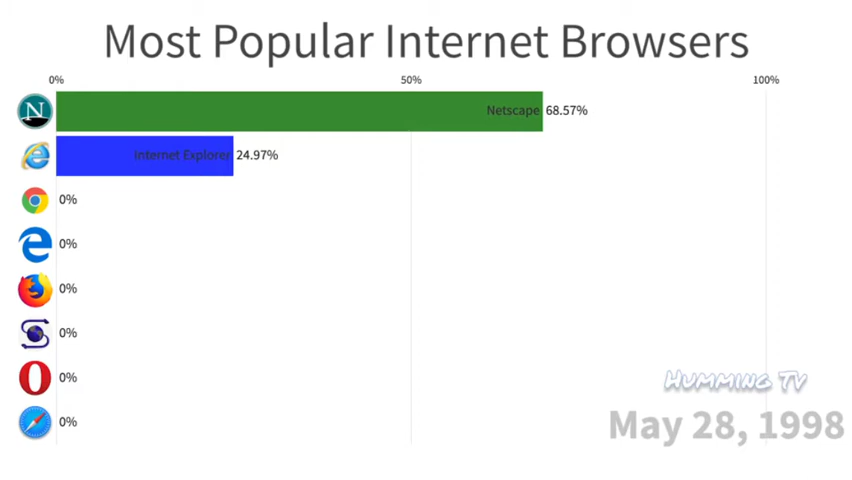 Most Popular Internet Browsers
0% 50% 100%
N Netscape 68.57%
Internet Explorer 24.97%
0%
0%
0%
0%
0%
0%
Humming TV
May 28, 1998